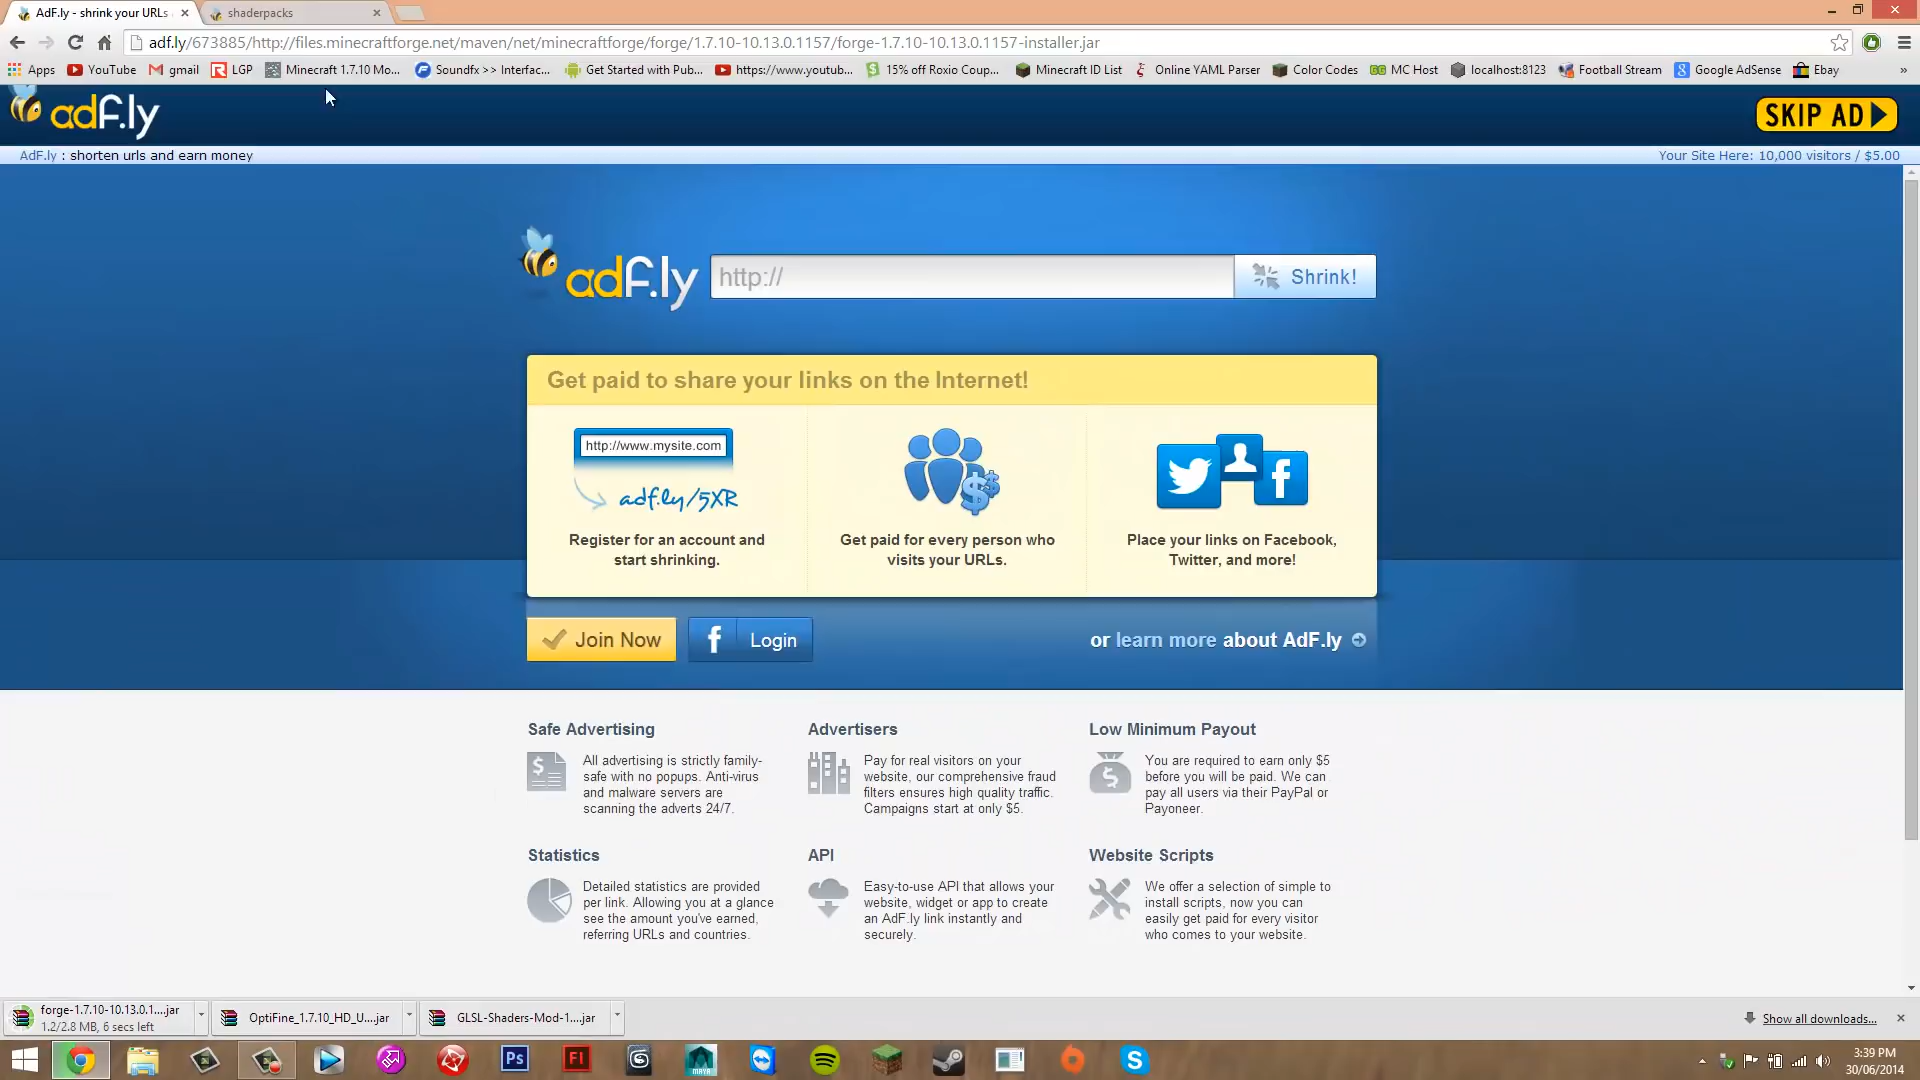 AdF.ly - shrink your URLs
shaderpacks
adf.ly/673885/http://files.minecraftforge.net/maven/net/minecraftforge/forge/1.7.10-10.13.0.1157/forge-1.7.10-10.13.0.1157-installer.jar
Apps YouTube gmail LGP Minecraft 1.7.10 Mo... Soundfx >> Interfac... Get Started with Pub... https://www.youtub... 15% off Roxio Coup... Minecraft ID List Online YAML Parser Color Codes GG MC Host localhost:8123 Football Stream Google AdSense Ebay »
adf.ly
SKIP AD
AdF.ly : shorten urls and earn money
Your Site Here: 10,000 visitors / $5.00
adf.ly http:// Shrink!
Get paid to share your links on the Internet!
http://www.mysite.com
adf.ly/5XR
Register for an account and
start shrinking.
Get paid for every person who
visits your URLs.
Place your links on Facebook,
Twitter, and more!
Join Now
f Login
or learn more about AdF.ly
Safe Advertising
All advertising is strictly family-
safe with no popups. Anti-virus
and malware servers are
scanning the adverts 24/7.
Advertisers
Pay for real visitors on your
website, our comprehensive fraud
filters ensures high quality traffic.
Campaigns start at only $5.
Low Minimum Payout
You are required to earn only $5
before you will be paid. We can
pay all users via their PayPal or
Payoneer.
Statistics
Detailed statistics are provided
per link. Allowing you at a glance
see the amount you've earned,
referring URLs and countries.
API
Easy-to-use API that allows your
website, widget or app to create
an AdF.ly link instantly and
securely.
Website Scripts
We offer a selection of simple to
install scripts, now you can
easily get paid for every visitor
who comes to your website.
forge-1.7.10-10.13.0.1....jar
1.2/2.8 MB, 6 secs left
OptiFine_1.7.10_HD_U....jar
GLSL-Shaders-Mod-1....jar
Show all downloads...
Ps Fl MAYA S
3:39 PM
30/06/2014